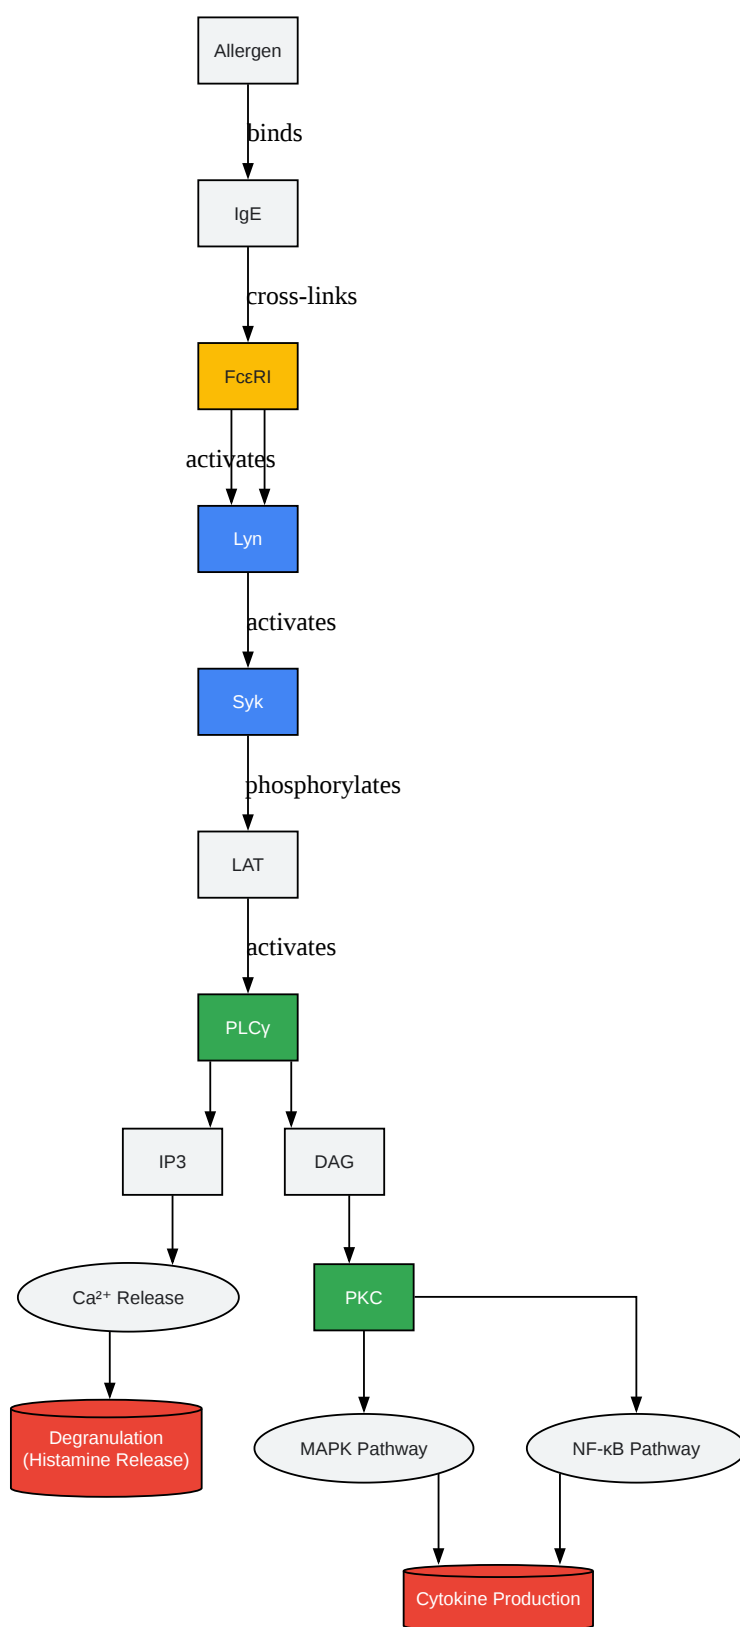 Allergen
binds
IgE
cross-links
FcεRI
activates
Lyn
activates
Syk
phosphorylates
LAT
activates
PLCγ
IP3
DAG
Ca²⁺ Release
PKC
Degranulation
(Histamine Release)
MAPK Pathway
NF-κB Pathway
Cytokine Production